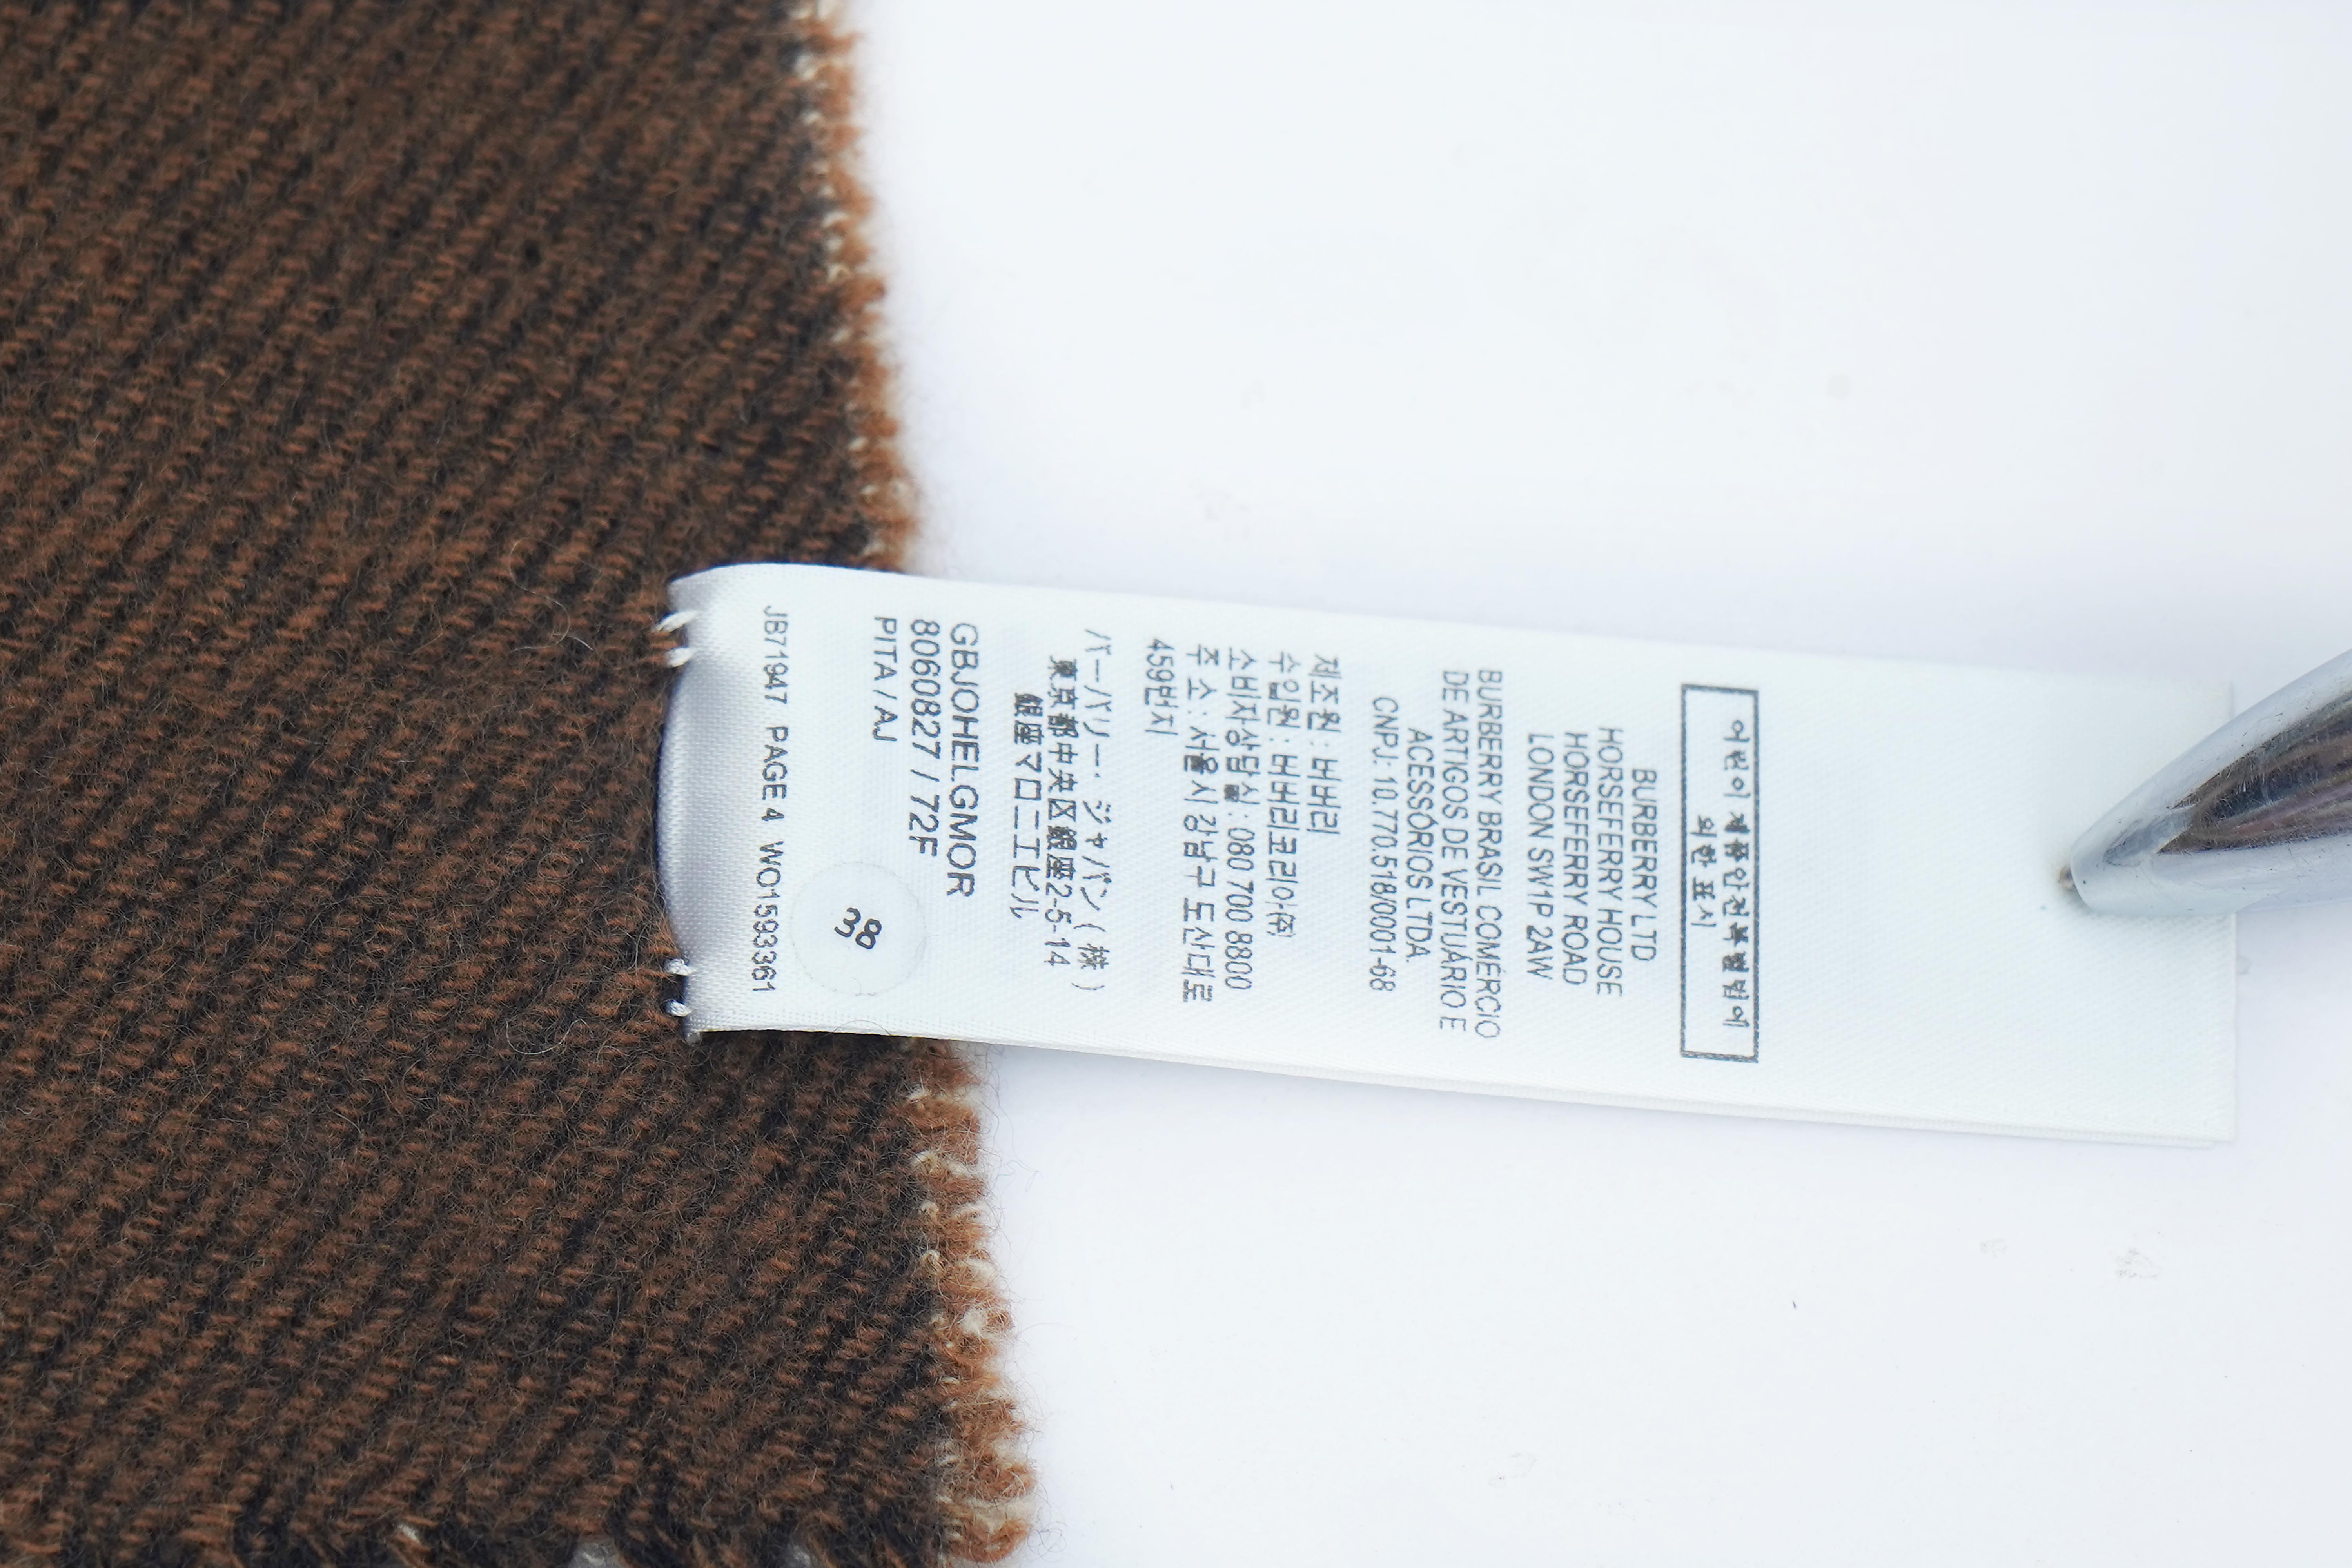 어린이 제품안전특별법에
의한 표시
BURBERRY LTD
HORSEFERRY HOUSE
HORSEFERRY ROAD
LONDON SW1P 2AW
BURBERRY BRASIL COMÉRCIO
DE ARTIGOS DE VESTUÁRIO E
ACESSÓRIOS LTDA.
CNPJ: 10.770.518/0001-68
제조원 : 버버리
수입원 : 버버리코리아(주)
소비자상담실 : 080 700 8800
주 소 : 서울시 강남구 도산대로
459번지
バーバリー・ジャパン(株)
東京都中央区銀座2-5-14
銀座マロニエビル
GBJOHELGMOR
8060827 / 72F
PITA / AJ
38
JB71947 PAGE 4 WO1593361